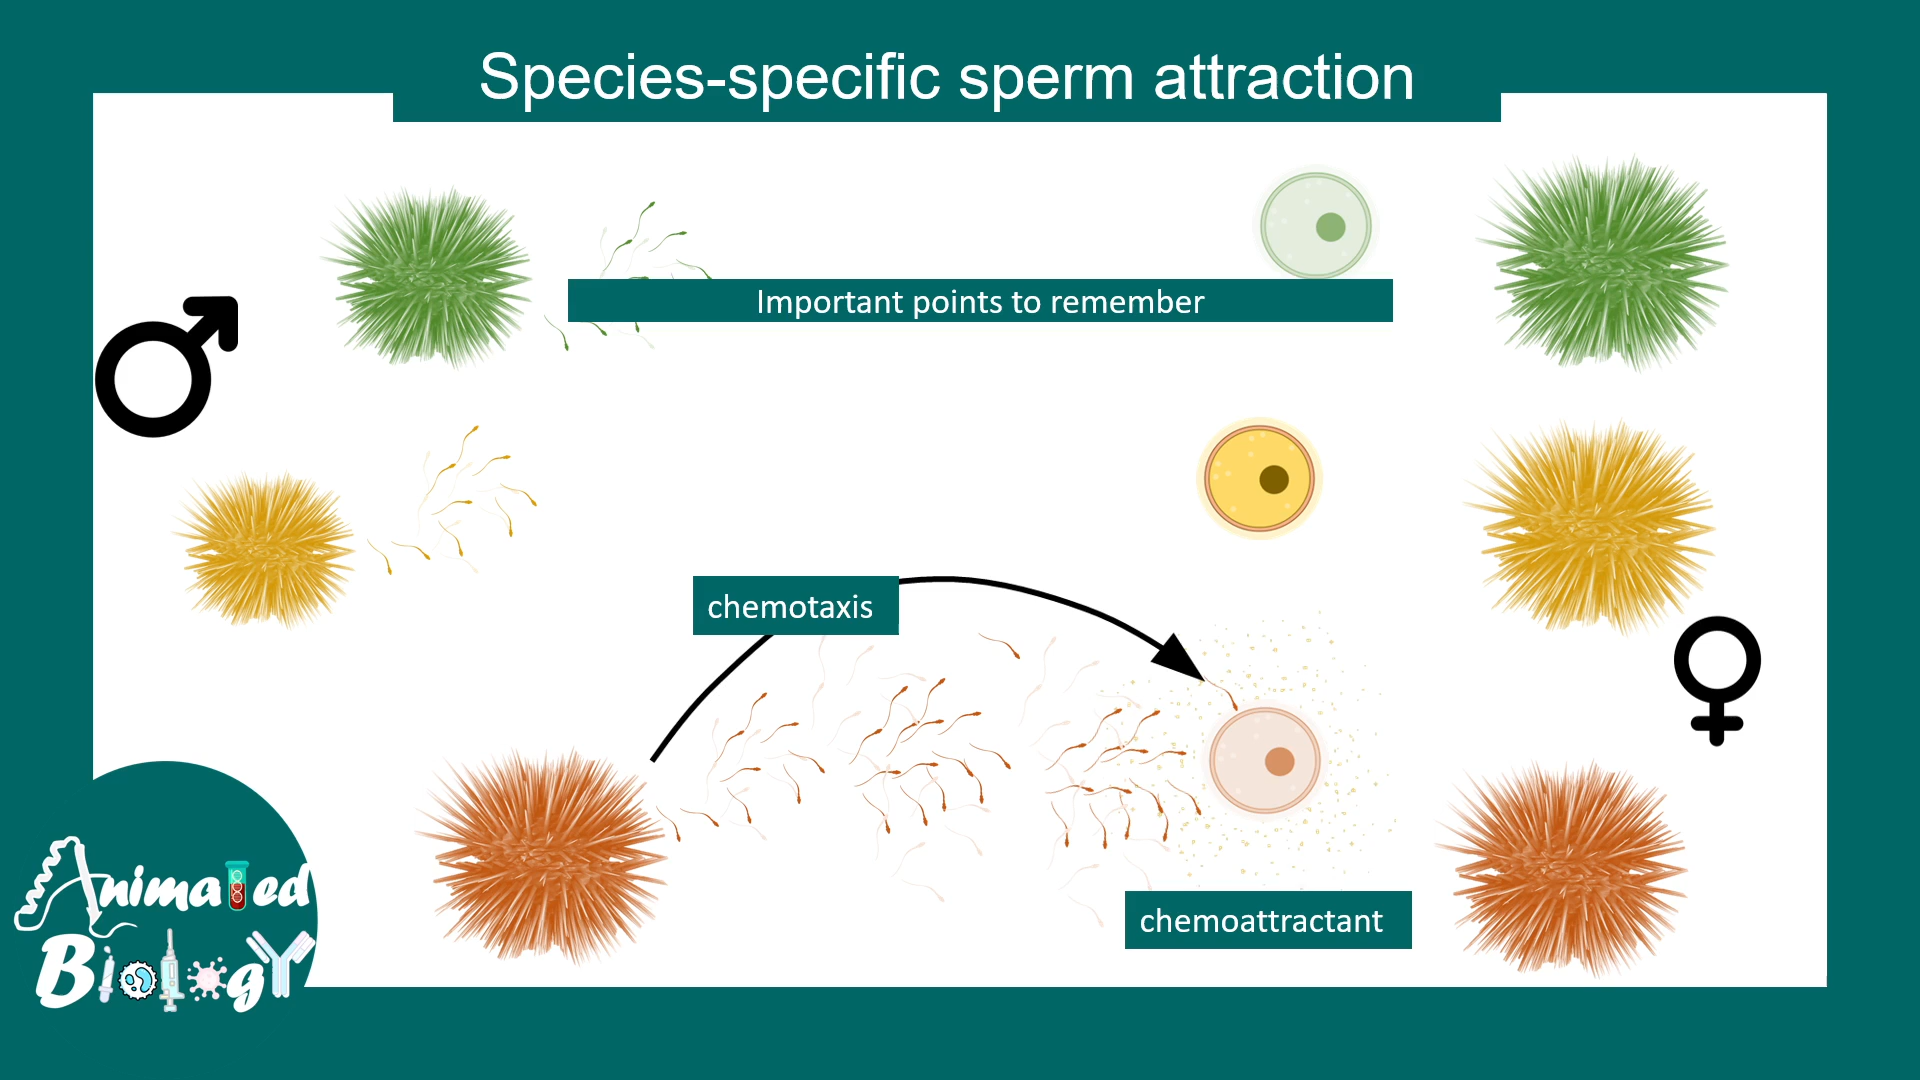 Species-specific sperm attraction
Important points to remember
chemotaxis
chemoattractant
Animated
Biology